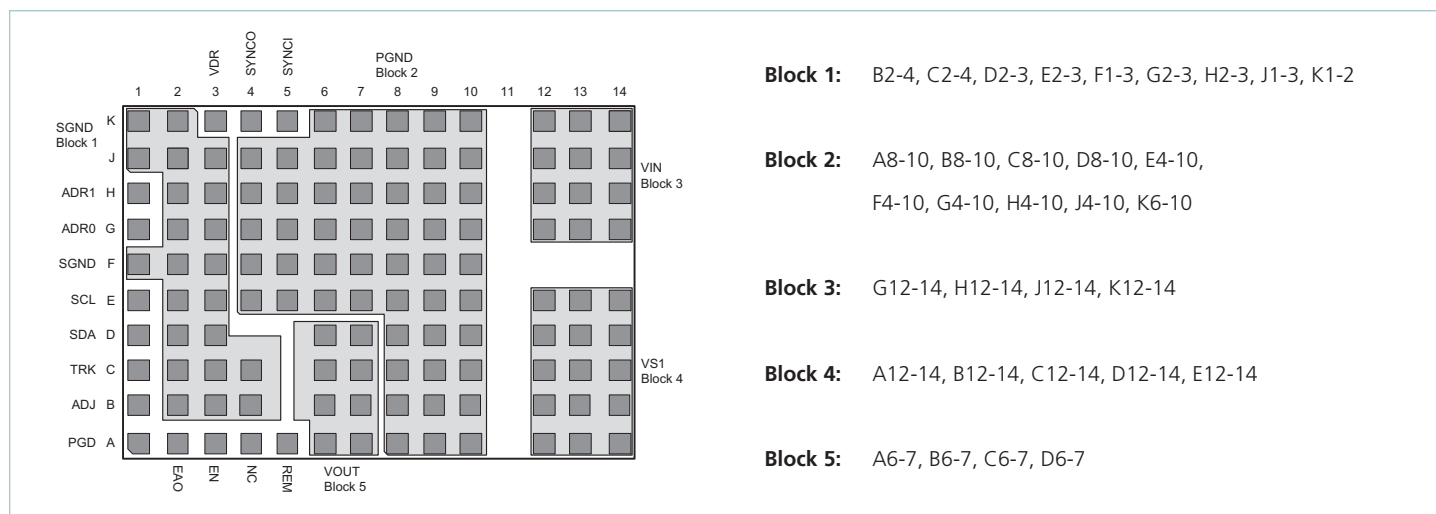 VDR
SYNCO
SYNCI
PGND
Block 2
1 2 3 4 5 6 7 8 9 10 11 12 13 14
SGND
Block 1
K
J
ADR1 H
ADR0 G
SGND F
SCL E
SDA D
TRK C
ADJ B
PGD A
VIN
Block 3
VS1
Block 4
EAO
EN
NC
REM
VOUT
Block 5
Block 1: B2-4, C2-4, D2-3, E2-3, F1-3, G2-3, H2-3, J1-3, K1-2
Block 2: A8-10, B8-10, C8-10, D8-10, E4-10,
F4-10, G4-10, H4-10, J4-10, K6-10
Block 3: G12-14, H12-14, J12-14, K12-14
Block 4: A12-14, B12-14, C12-14, D12-14, E12-14
Block 5: A6-7, B6-7, C6-7, D6-7